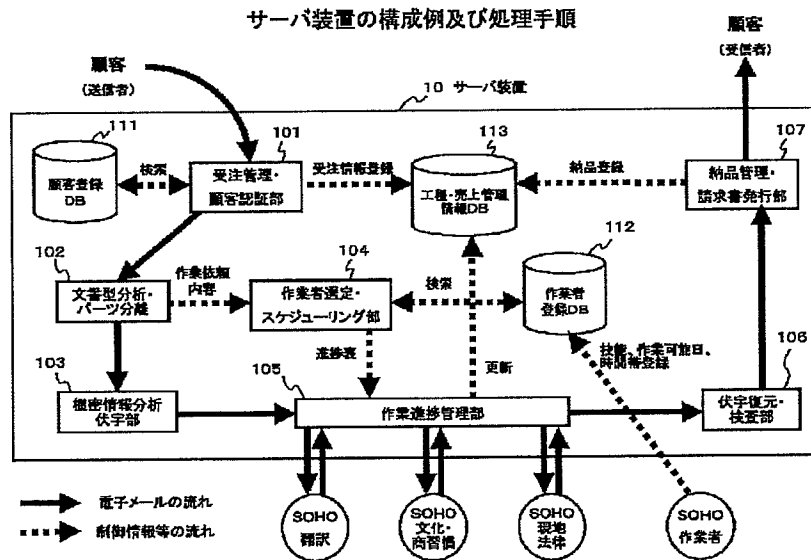 サーバ装置の構成例及び処理手順
顧客
(送信者)
顧客
(受信者)
10 サーバ装置
111
顧客登録
DB
検索
101
受注管理・
顧客認証部
受注情報登録
113
工程・売上管理
情報DB
納品登録
107
納品管理・
請求書発行部
102
文書型分析・
パーツ分離
作業依頼
内容
104
作業者選定・
スケジューリング部
検索
112
作業者
登録DB
103
機密情報分析
伏字部
進捗表
更新
技能、作業可能日、
時間帯登録
106
伏字復元・
検査部
105
作業進捗管理部
電子メールの流れ
制御情報等の流れ
SOHO
翻訳
SOHO
文化・
商習慣
SOHO
現地
法律
SOHO
作業者